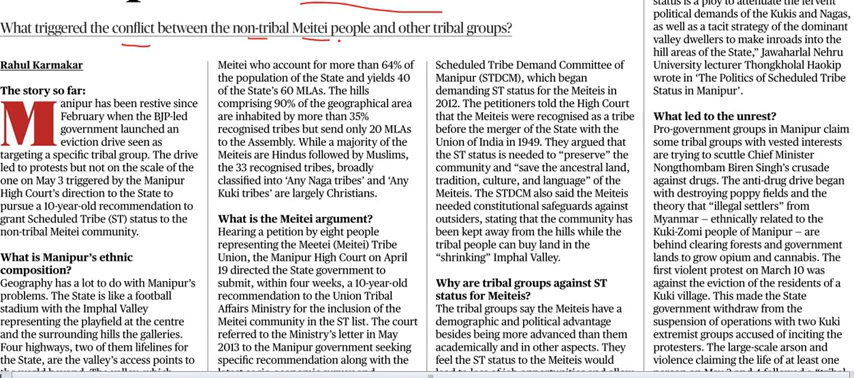 What triggered the conflict between the non-tribal Meitei people and other tribal groups?
Rahul Karmakar
The story so far:
Manipur has been restive since
February when the BJP-led
government launched an
eviction drive seen as
targeting a specific tribal group. The drive
led to protests but not on the scale of the
one on May 3 triggered by the Manipur
High Court’s direction to the State to
pursue a 10-year-old recommendation to
grant Scheduled Tribe (ST) status to the
non-tribal Meitei community.
What is Manipur’s ethnic
composition?
Geography has a lot to do with Manipur’s
problems. The State is like a football
stadium with the Imphal Valley
representing the playfield at the centre
and the surrounding hills the galleries.
Four highways, two of them lifelines for
the State, are the valley’s access points to
Meitei who account for more than 64% of
the population of the State and yields 40
of the State’s 60 MLAs. The hills
comprising 90% of the geographical area
are inhabited by more than 35%
recognised tribes but send only 20 MLAs
to the Assembly. While a majority of the
Meiteis are Hindus followed by Muslims,
the 33 recognised tribes, broadly
classified into ‘Any Naga tribes’ and ‘Any
Kuki tribes’ are largely Christians.
What is the Meitei argument?
Hearing a petition by eight people
representing the Meetei (Meitei) Tribe
Union, the Manipur High Court on April
19 directed the State government to
submit, within four weeks, a 10-year-old
recommendation to the Union Tribal
Affairs Ministry for the inclusion of the
Meitei community in the ST list. The court
referred to the Ministry’s letter in May
2013 to the Manipur government seeking
specific recommendation along with the
Scheduled Tribe Demand Committee of
Manipur (STDCM), which began
demanding ST status for the Meiteis in
2012. The petitioners told the High Court
that the Meiteis were recognised as a tribe
before the merger of the State with the
Union of India in 1949. They argued that
the ST status is needed to “preserve” the
community and “save the ancestral land,
tradition, culture, and language” of the
Meiteis. The STDCM also said the Meiteis
needed constitutional safeguards against
outsiders, stating that the community has
been kept away from the hills while the
tribal people can buy land in the
“shrinking” Imphal Valley.
Why are tribal groups against ST
status for Meiteis?
The tribal groups say the Meiteis have a
demographic and political advantage
besides being more advanced than them
academically and in other aspects. They
feel the ST status to the Meiteis would
status is a ploy to attenuate the fervent
political demands of the Kukis and Nagas,
as well as a tacit strategy of the dominant
valley dwellers to make inroads into the
hill areas of the State,” Jawaharlal Nehru
University lecturer Thongkholal Haokip
wrote in ‘The Politics of Scheduled Tribe
Status in Manipur’.
What led to the unrest?
Pro-government groups in Manipur claim
some tribal groups with vested interests
are trying to scuttle Chief Minister
Nongthombam Biren Singh’s crusade
against drugs. The anti-drug drive began
with destroying poppy fields and the
theory that “illegal settlers” from
Myanmar — ethnically related to the
Kuki-Zomi people of Manipur — are
behind clearing forests and government
lands to grow opium and cannabis. The
first violent protest on March 10 was
against the eviction of the residents of a
Kuki village. This made the State
government withdraw from the
suspension of operations with two Kuki
extremist groups accused of inciting the
protesters. The large-scale arson and
violence claiming the life of at least one